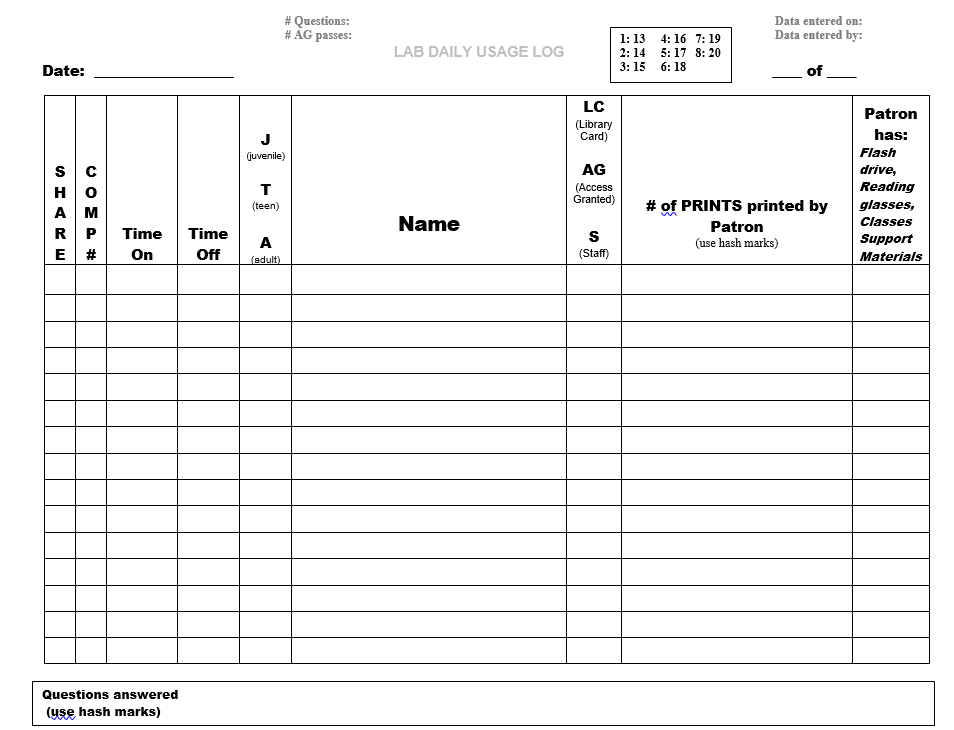 # Questions:
# AG passes:
LAB DAILY USAGE LOG
1: 13 4: 16 7: 19
2: 14 5: 17 8: 20
3: 15 6: 18
Data entered on:
Data entered by:
Date: __________________
____ of ____
SHARE
COMP#
Time
On
Time
Off
J
(juvenile)
T
(teen)
A
(adult)
Name
LC
(Library
Card)
AG
(Access
Granted)
S
(Staff)
# of PRINTS printed by
Patron
(use hash marks)
Patron
has:
Flash
drive,
Reading
glasses,
Classes
Support
Materials
Questions answered
(use hash marks)